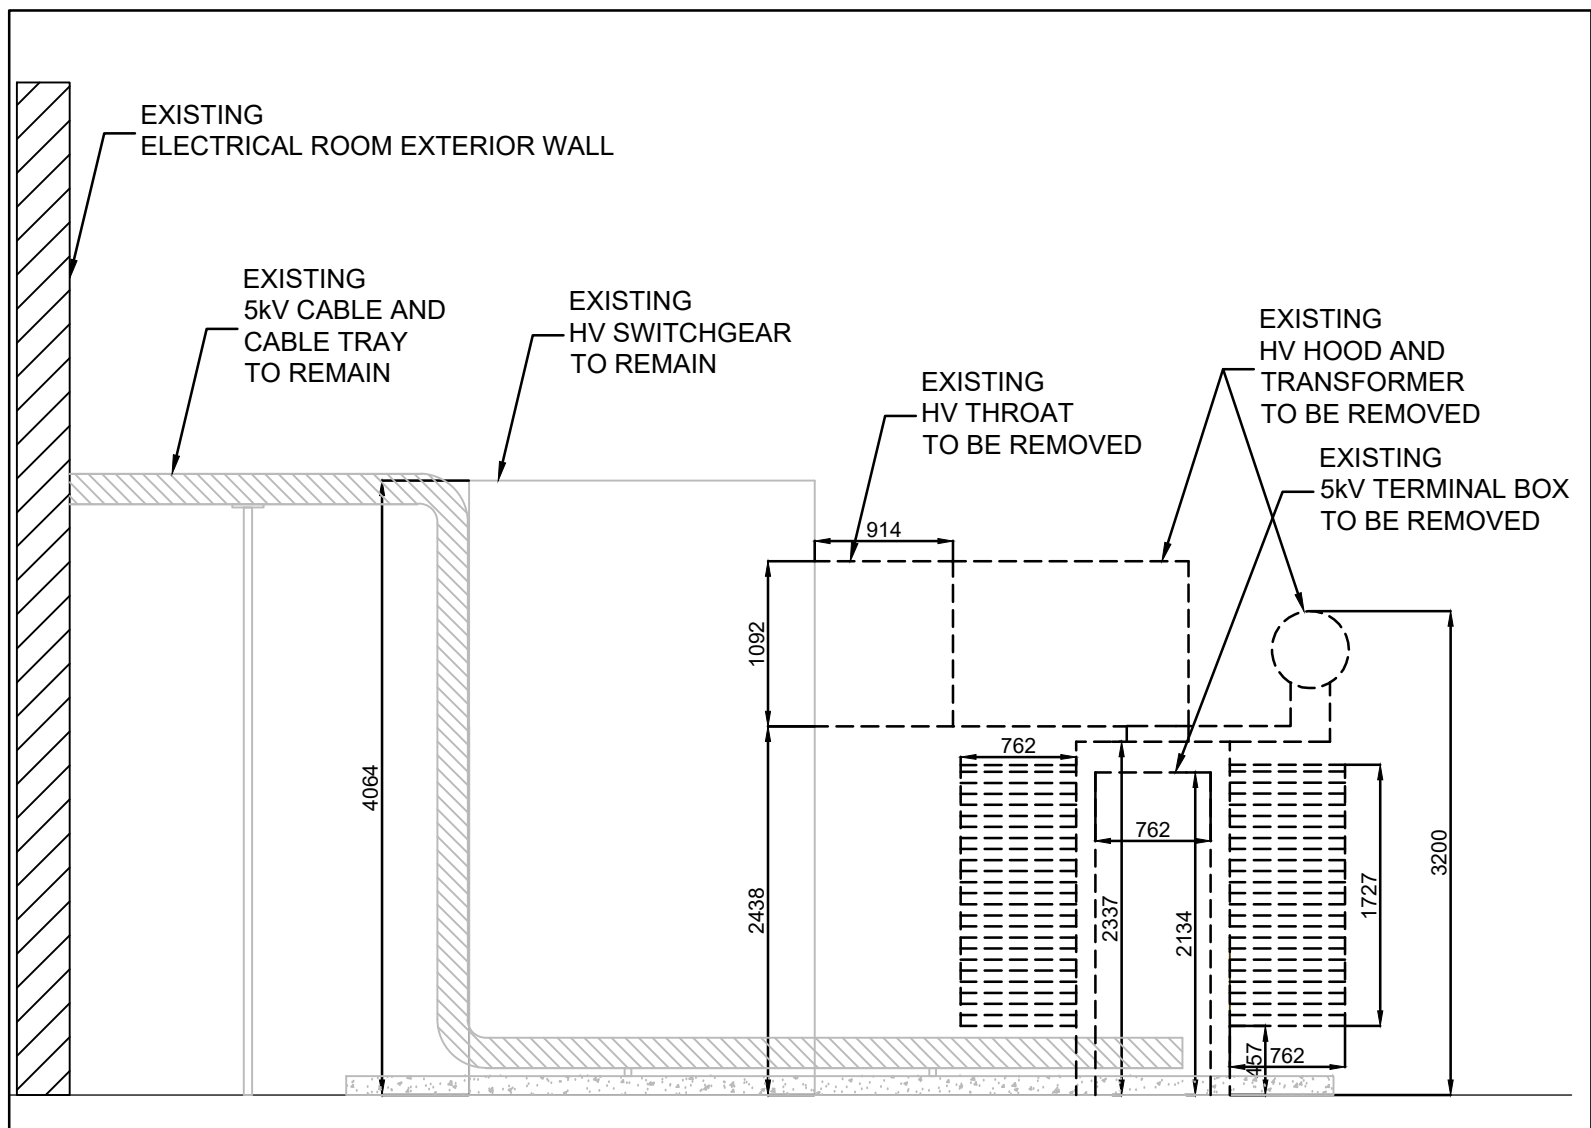 EXISTING
ELECTRICAL ROOM EXTERIOR WALL
EXISTING
5kV CABLE AND
CABLE TRAY
TO REMAIN
EXISTING
HV SWITCHGEAR
TO REMAIN
EXISTING
HV THROAT
TO BE REMOVED
EXISTING
HV HOOD AND
TRANSFORMER
TO BE REMOVED
EXISTING
5kV TERMINAL BOX
TO BE REMOVED
914
1092
762
4064
762
2438
2337
2134
1727
3200
457
762